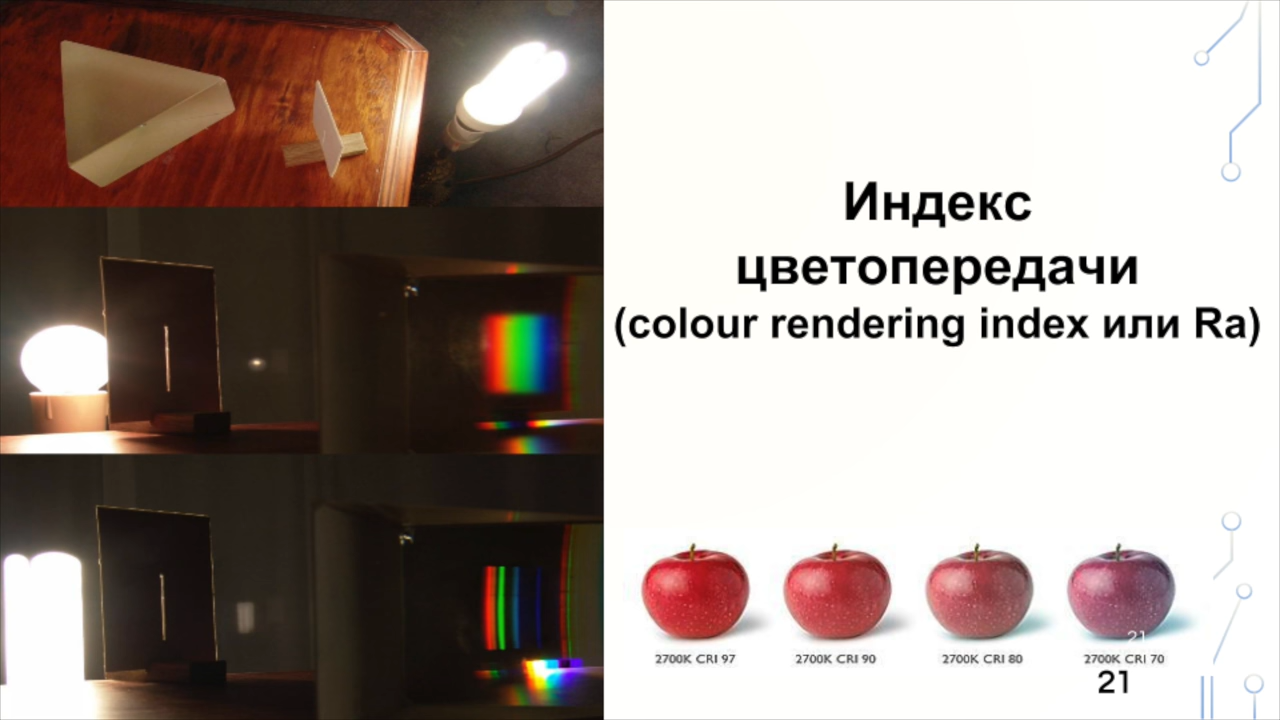 Индекс
цветопередачи
(colour rendering index или Ra)
2700K CRI 97
2700K CRI 90
2700K CRI 80
2700K CRI 70
21
21